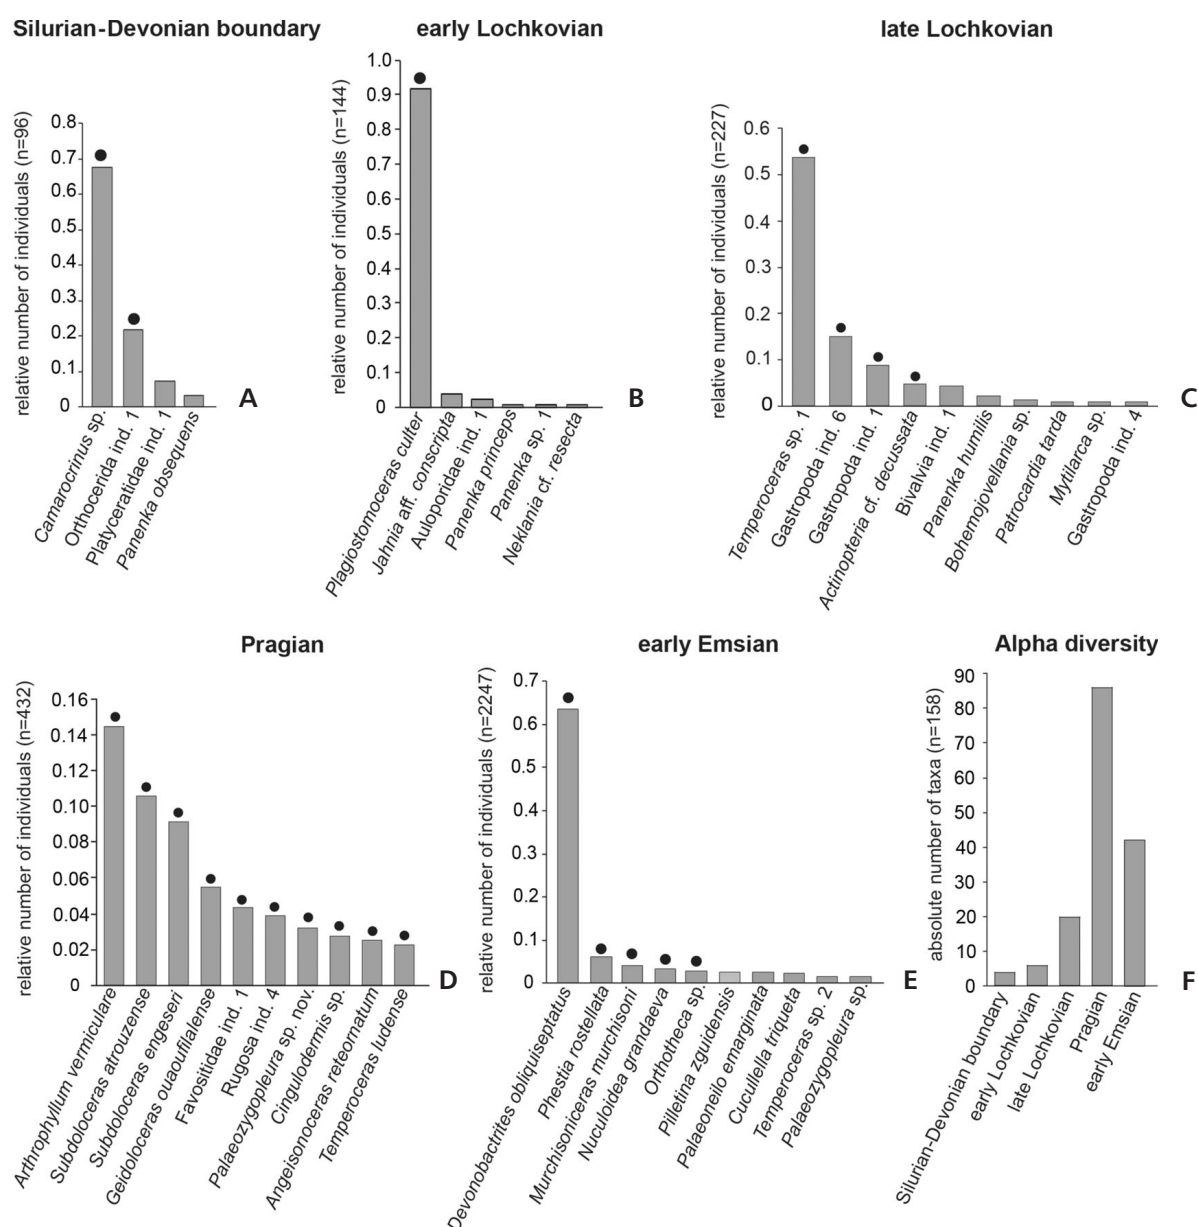 Silurian-Devonian boundary
relative number of individuals (n=96)
0.8
0.7
0.6
0.5
0.4
0.3
0.2
0.1
0
Camarocrinus sp.
Orthocerida ind. 1
Platyceratidae ind. 1
Panenka obsequens
A
early Lochkovian
relative number of individuals (n=144)
1.0
0.9
0.8
0.7
0.6
0.5
0.4
0.3
0.2
0.1
0
Plagiostomoceras culter
Jahnia aff. conscripta
Auloporidae ind. 1
Panenka princeps
Panenka sp. 1
Neklania cf. resecta
B
late Lochkovian
relative number of individuals (n=227)
0.6
0.5
0.4
0.3
0.2
0.1
0
Temperoceras sp. 1
Gastropoda ind. 6
Gastropoda ind. 1
Actinopteria cf. decussata
Bivalvia ind. 1
Panenka humilis
Bohemojovellania sp.
Patrocardia tarda
Mytilarca sp.
Gastropoda ind. 4
C
Pragian
relative number of individuals (n=432)
0.16
0.14
0.12
0.10
0.08
0.06
0.04
0.02
0
Arthrophyllum vermiculare
Subdoloceras atrouzense
Subdoloceras engeseri
Geidoloceras ouaoufilalense
Favositidae ind. 1
Rugosa ind. 4
Palaeozygopleura sp. nov.
Cingulodermis sp.
Angeisonoceras reteornatum
Temperoceras ludense
D
early Emsian
relative number of individuals (n=2247)
0.7
0.6
0.5
0.4
0.3
0.2
0.1
0
Devonobactrites obliquiseptatus
Phestia rostellata
Murchisoniceras murchisoni
Nuculoidea grandaeva
Orthotheca sp.
Pilletina zguidensis
Palaeoneilo emarginata
Cucullella triqueta
Temperoceras sp. 2
Palaeozygopleura sp.
E
Alpha diversity
absolute number of taxa (n=158)
90
80
70
60
50
40
30
20
10
0
Silurian-Devonian boundary
early Lochkovian
late Lochkovian
Pragian
early Emsian
F